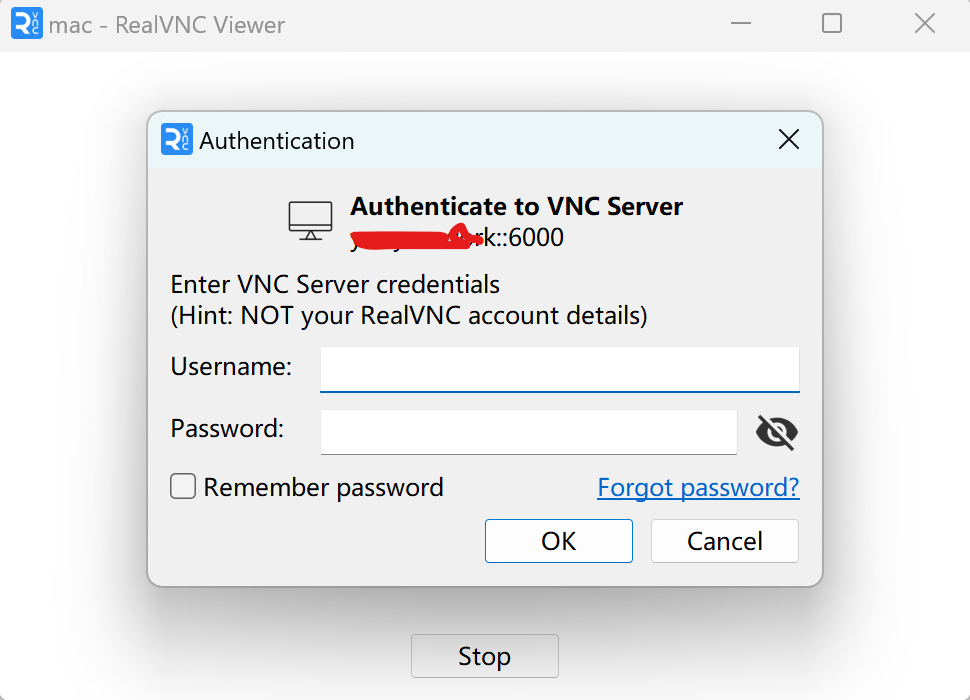 mac - RealVNC Viewer
Authentication
Authenticate to VNC Server
rk::6000
Enter VNC Server credentials
(Hint: NOT your RealVNC account details)
Username:
Password:
Remember password
Forgot password?
OK
Cancel
Stop